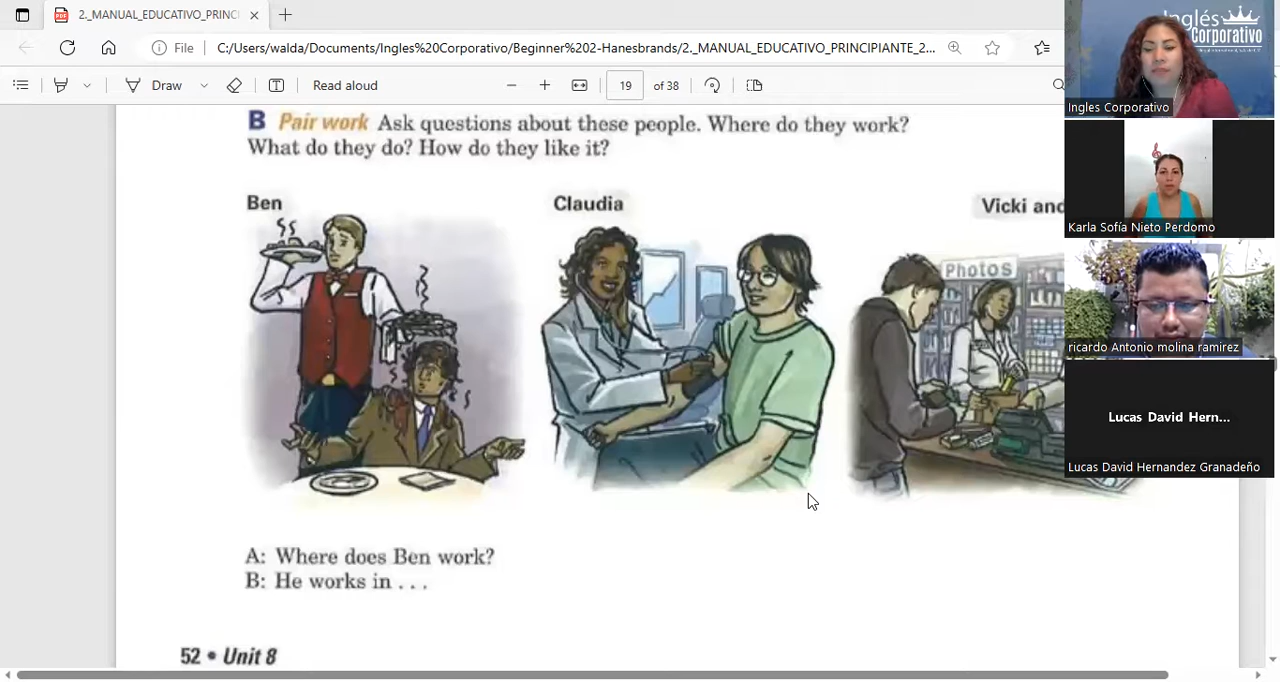 2._MANUAL_EDUCATIVO_PRINCI
File
C:/Users/walda/Documents/Ingles%20Corporativo/Beginner%202-Hanesbrands/2._MANUAL_EDUCATIVO_PRINCIPIANTE_2...
Draw
Read aloud
19 of 38
B Pair work Ask questions about these people. Where do they work?
What do they do? How do they like it?
Ben
Claudia
Vicki and
Photos
A: Where does Ben work?
B: He works in . . .
52 • Unit 8
Inglés
Corporativo
Ingles Corporativo
Karla Sofía Nieto Perdomo
ricardo Antonio molina ramirez
Lucas David Hern...
Lucas David Hernandez Granadeño